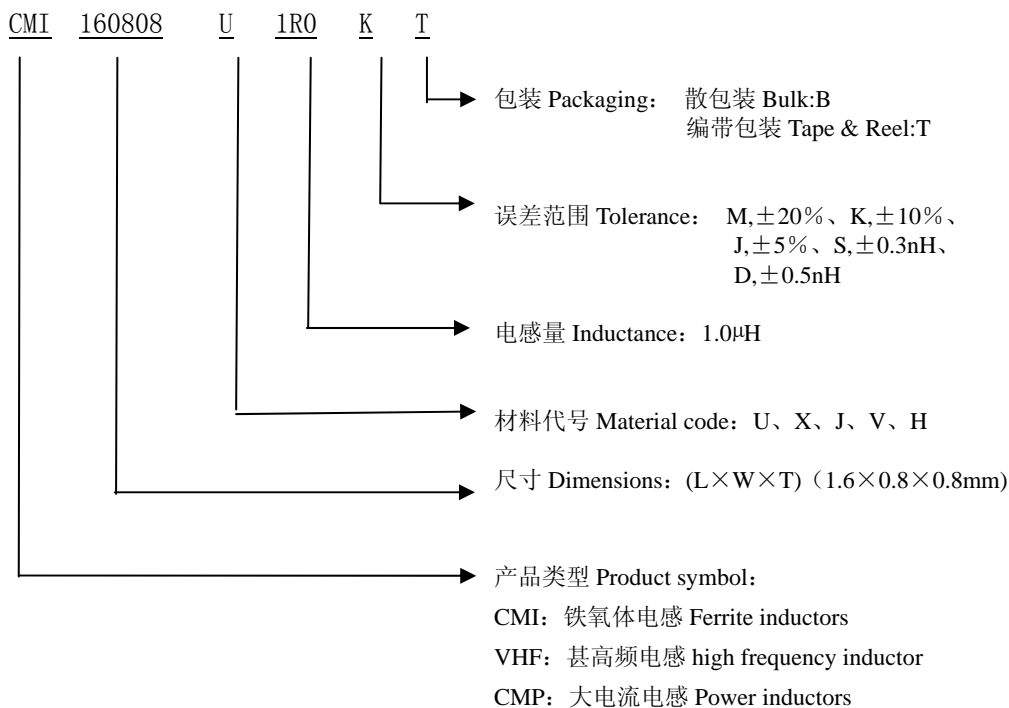 CMI 160808 U 1R0 K T
包装 Packaging： 散包装 Bulk:B
编带包装 Tape & Reel:T
误差范围 Tolerance： M,±20%、K,±10%、
J,±5%、S,±0.3nH、
D,±0.5nH
电感量 Inductance：1.0μH
材料代号 Material code：U、X、J、V、H
尺寸 Dimensions：(L×W×T)（1.6×0.8×0.8mm)
产品类型 Product symbol：
CMI：铁氧体电感 Ferrite inductors
VHF：甚高频电感 high frequency inductor
CMP：大电流电感 Power inductors